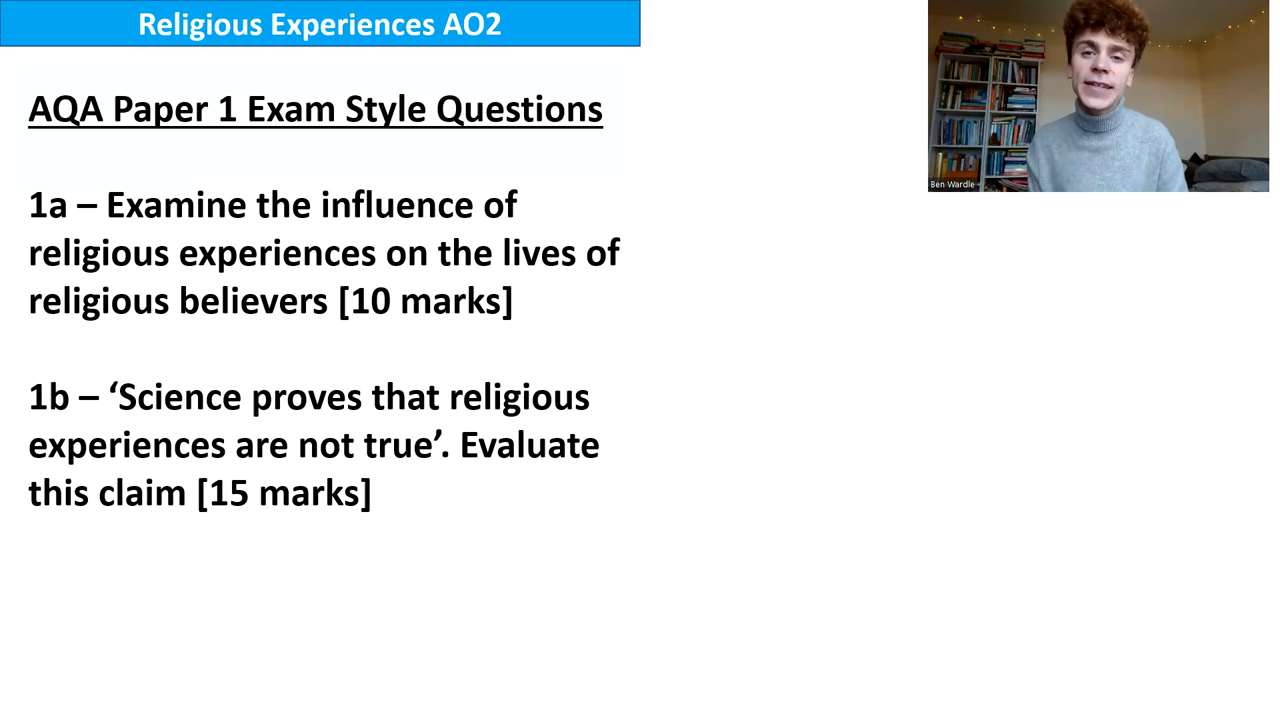 Religious Experiences AO2
AQA Paper 1 Exam Style Questions
1a – Examine the influence of
religious experiences on the lives of
religious believers [10 marks]
1b – ‘Science proves that religious
experiences are not true’. Evaluate
this claim [15 marks]
Ben Wardle